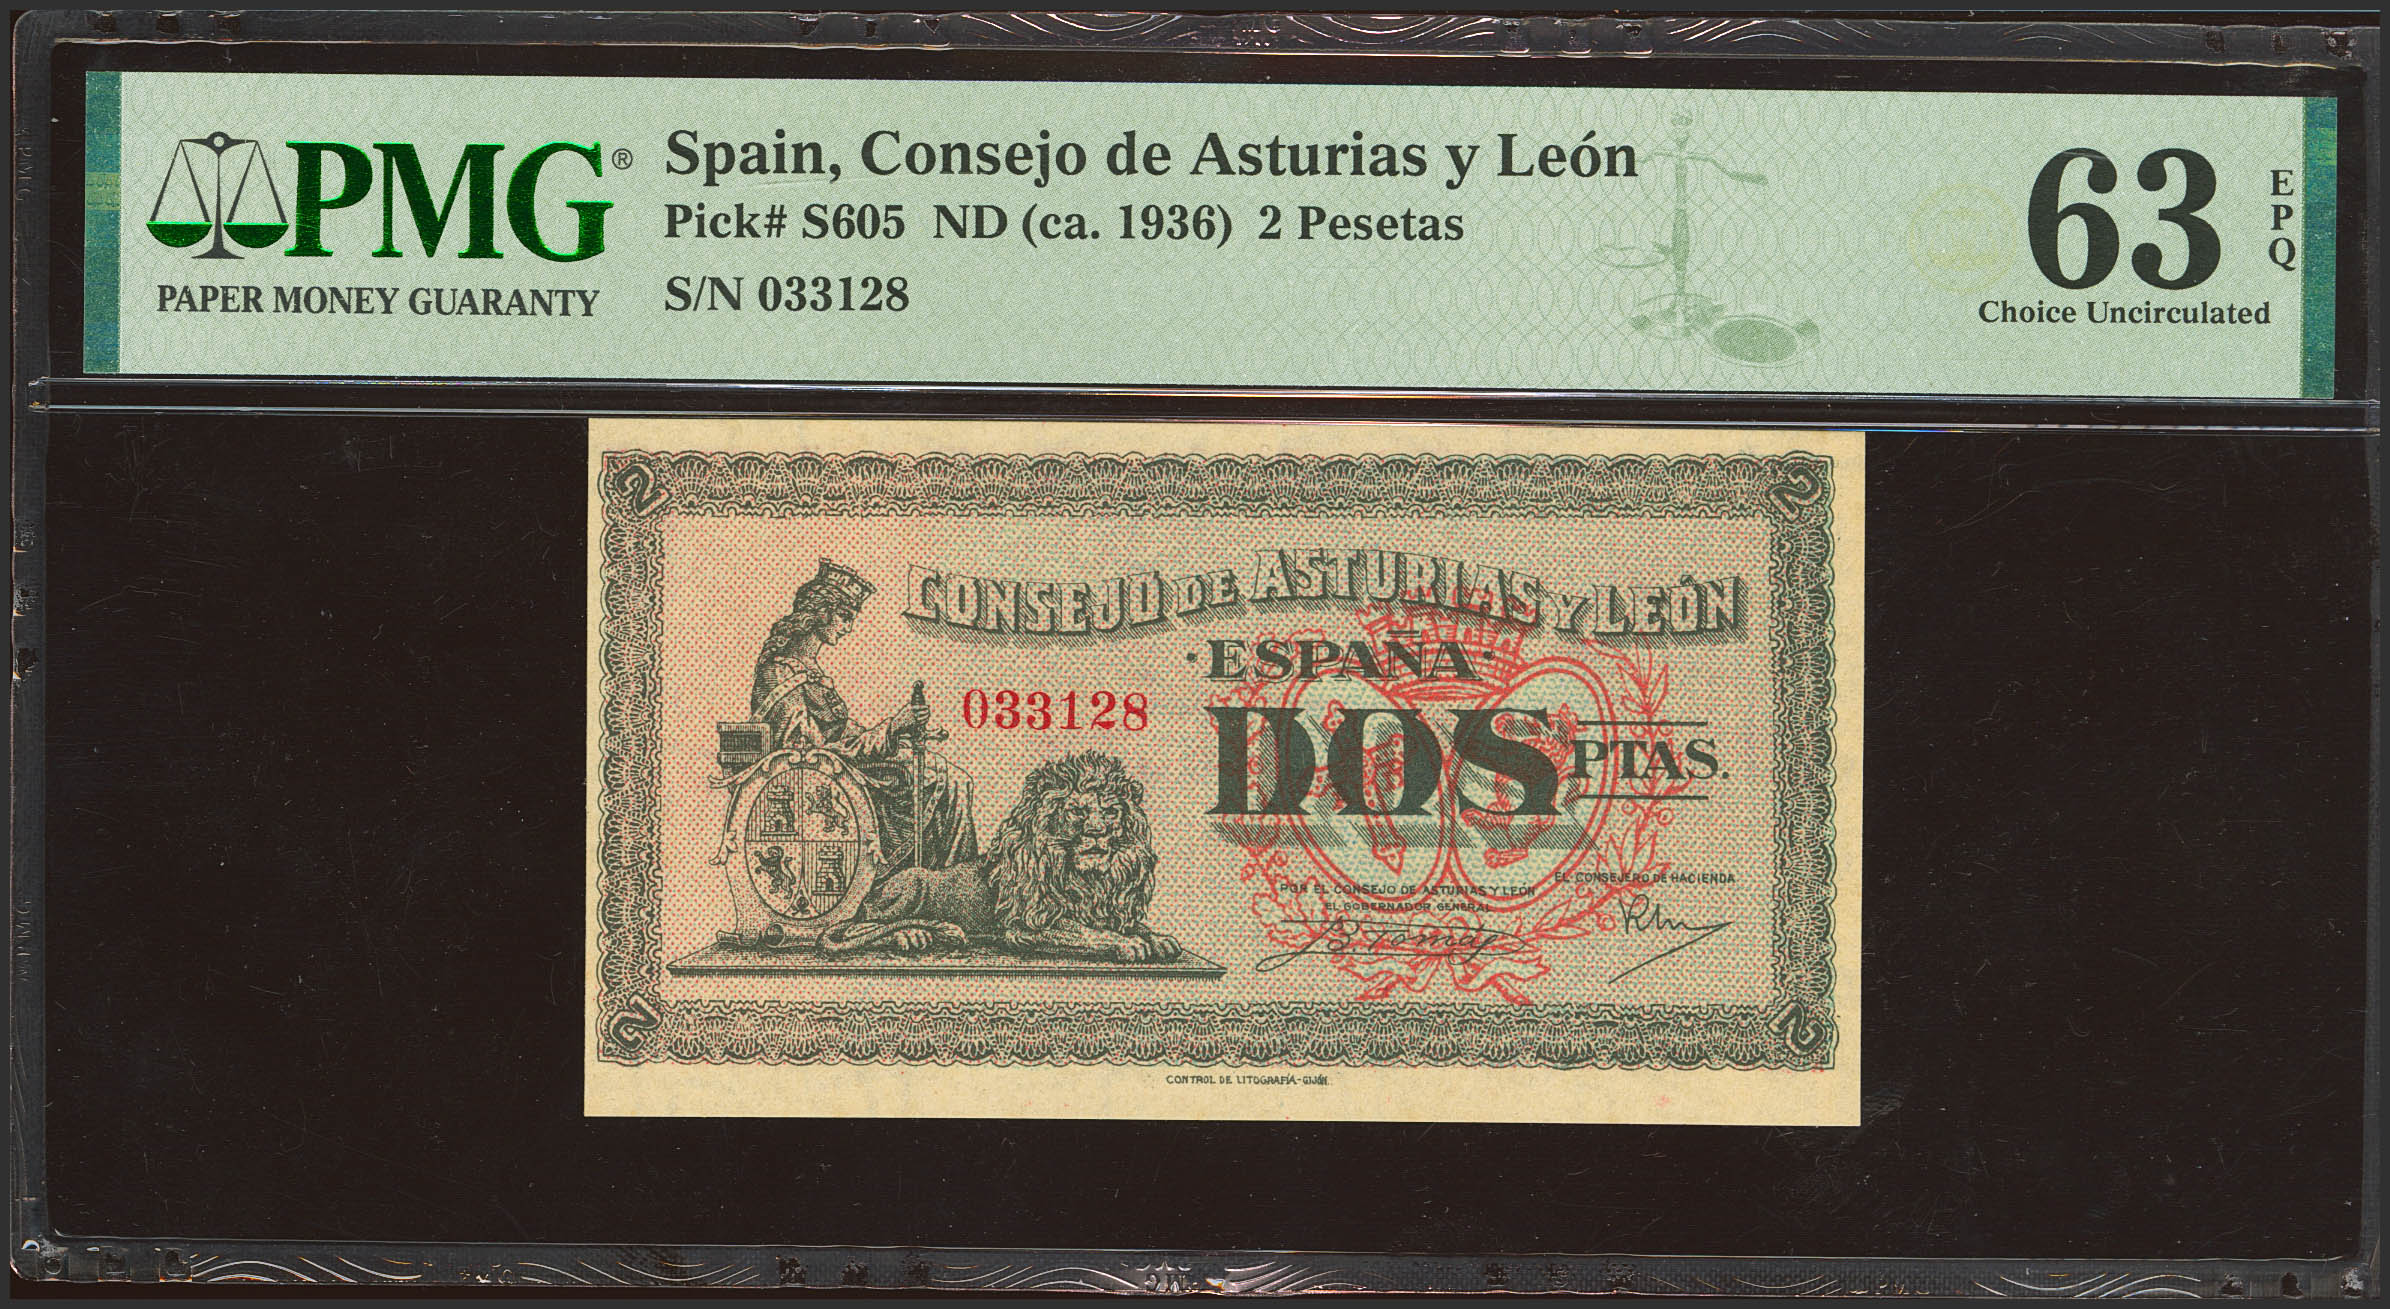 PMG®
PAPER MONEY GUARANTY
Spain, Consejo de Asturias y León
Pick# S605 ND (ca. 1936) 2 Pesetas
S/N 033128
63
EPQ
Choice Uncirculated
2
2
CONSEJO DE ASTURIAS Y LEÓN
·ESPAÑA·
033128
DOS PTAS.
POR EL CONSEJO DE ASTURIAS Y LEÓN
EL GOBERNADOR GENERAL
EL CONSEJERO DE HACIENDA
B. Tomás
2
2
CONTROL DE LITOGRAFÍA-GIJÓN.